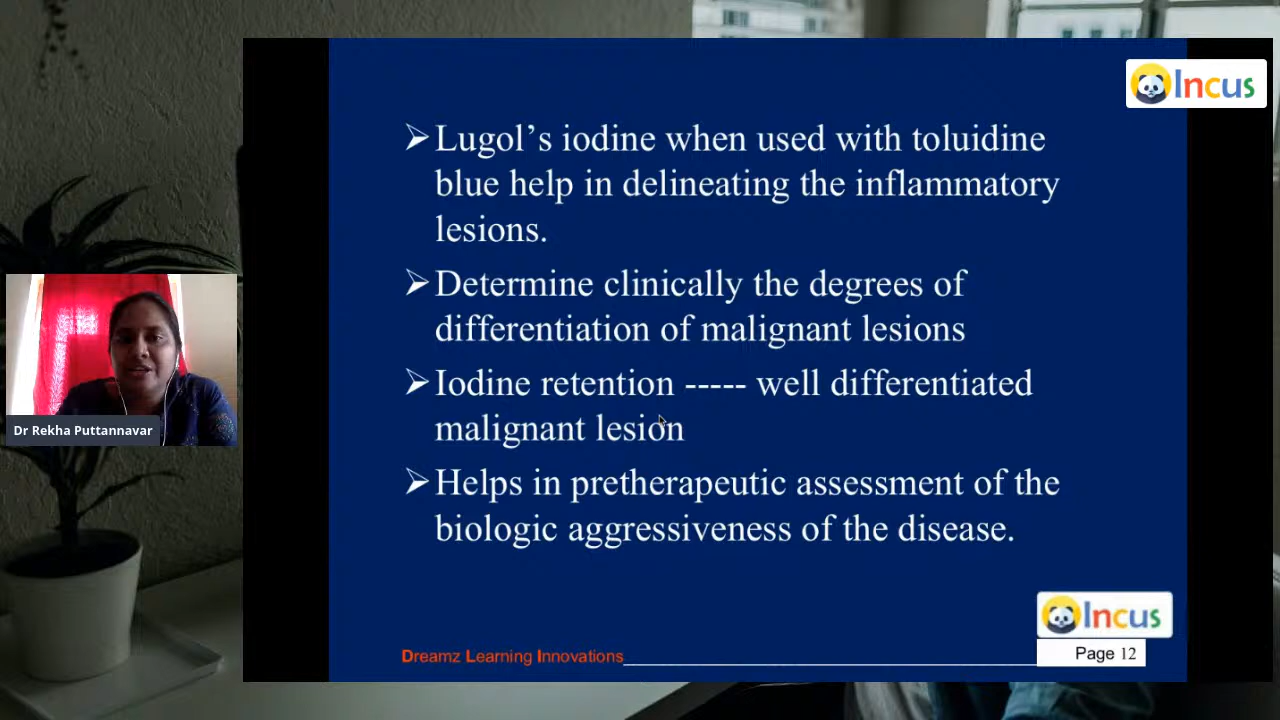 Incus
➢Lugol’s iodine when used with toluidine
blue help in delineating the inflammatory
lesions.
➢Determine clinically the degrees of
differentiation of malignant lesions
➢Iodine retention ----- well differentiated
malignant lesion
➢Helps in pretherapeutic assessment of the
biologic aggressiveness of the disease.
Dr Rekha Puttannavar
Incus
Dreamz Learning Innovations
Page 12